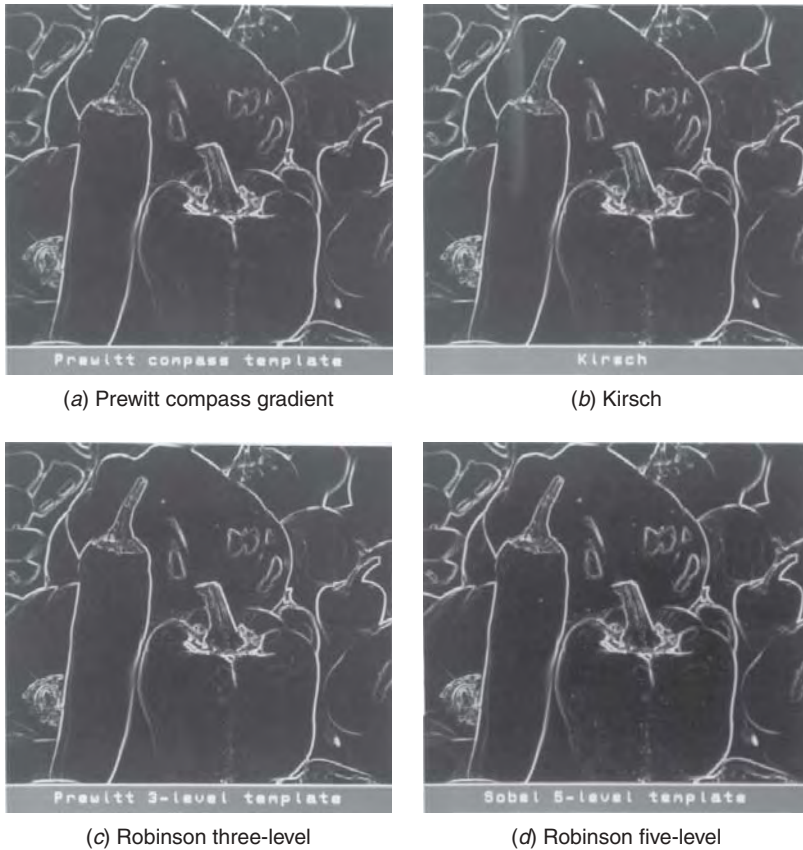 Prewitt compass template
Kirsch
(a) Prewitt compass gradient
(b) Kirsch
Prewitt 3-level template
Sobel 5-level template
(c) Robinson three-level
(d) Robinson five-level